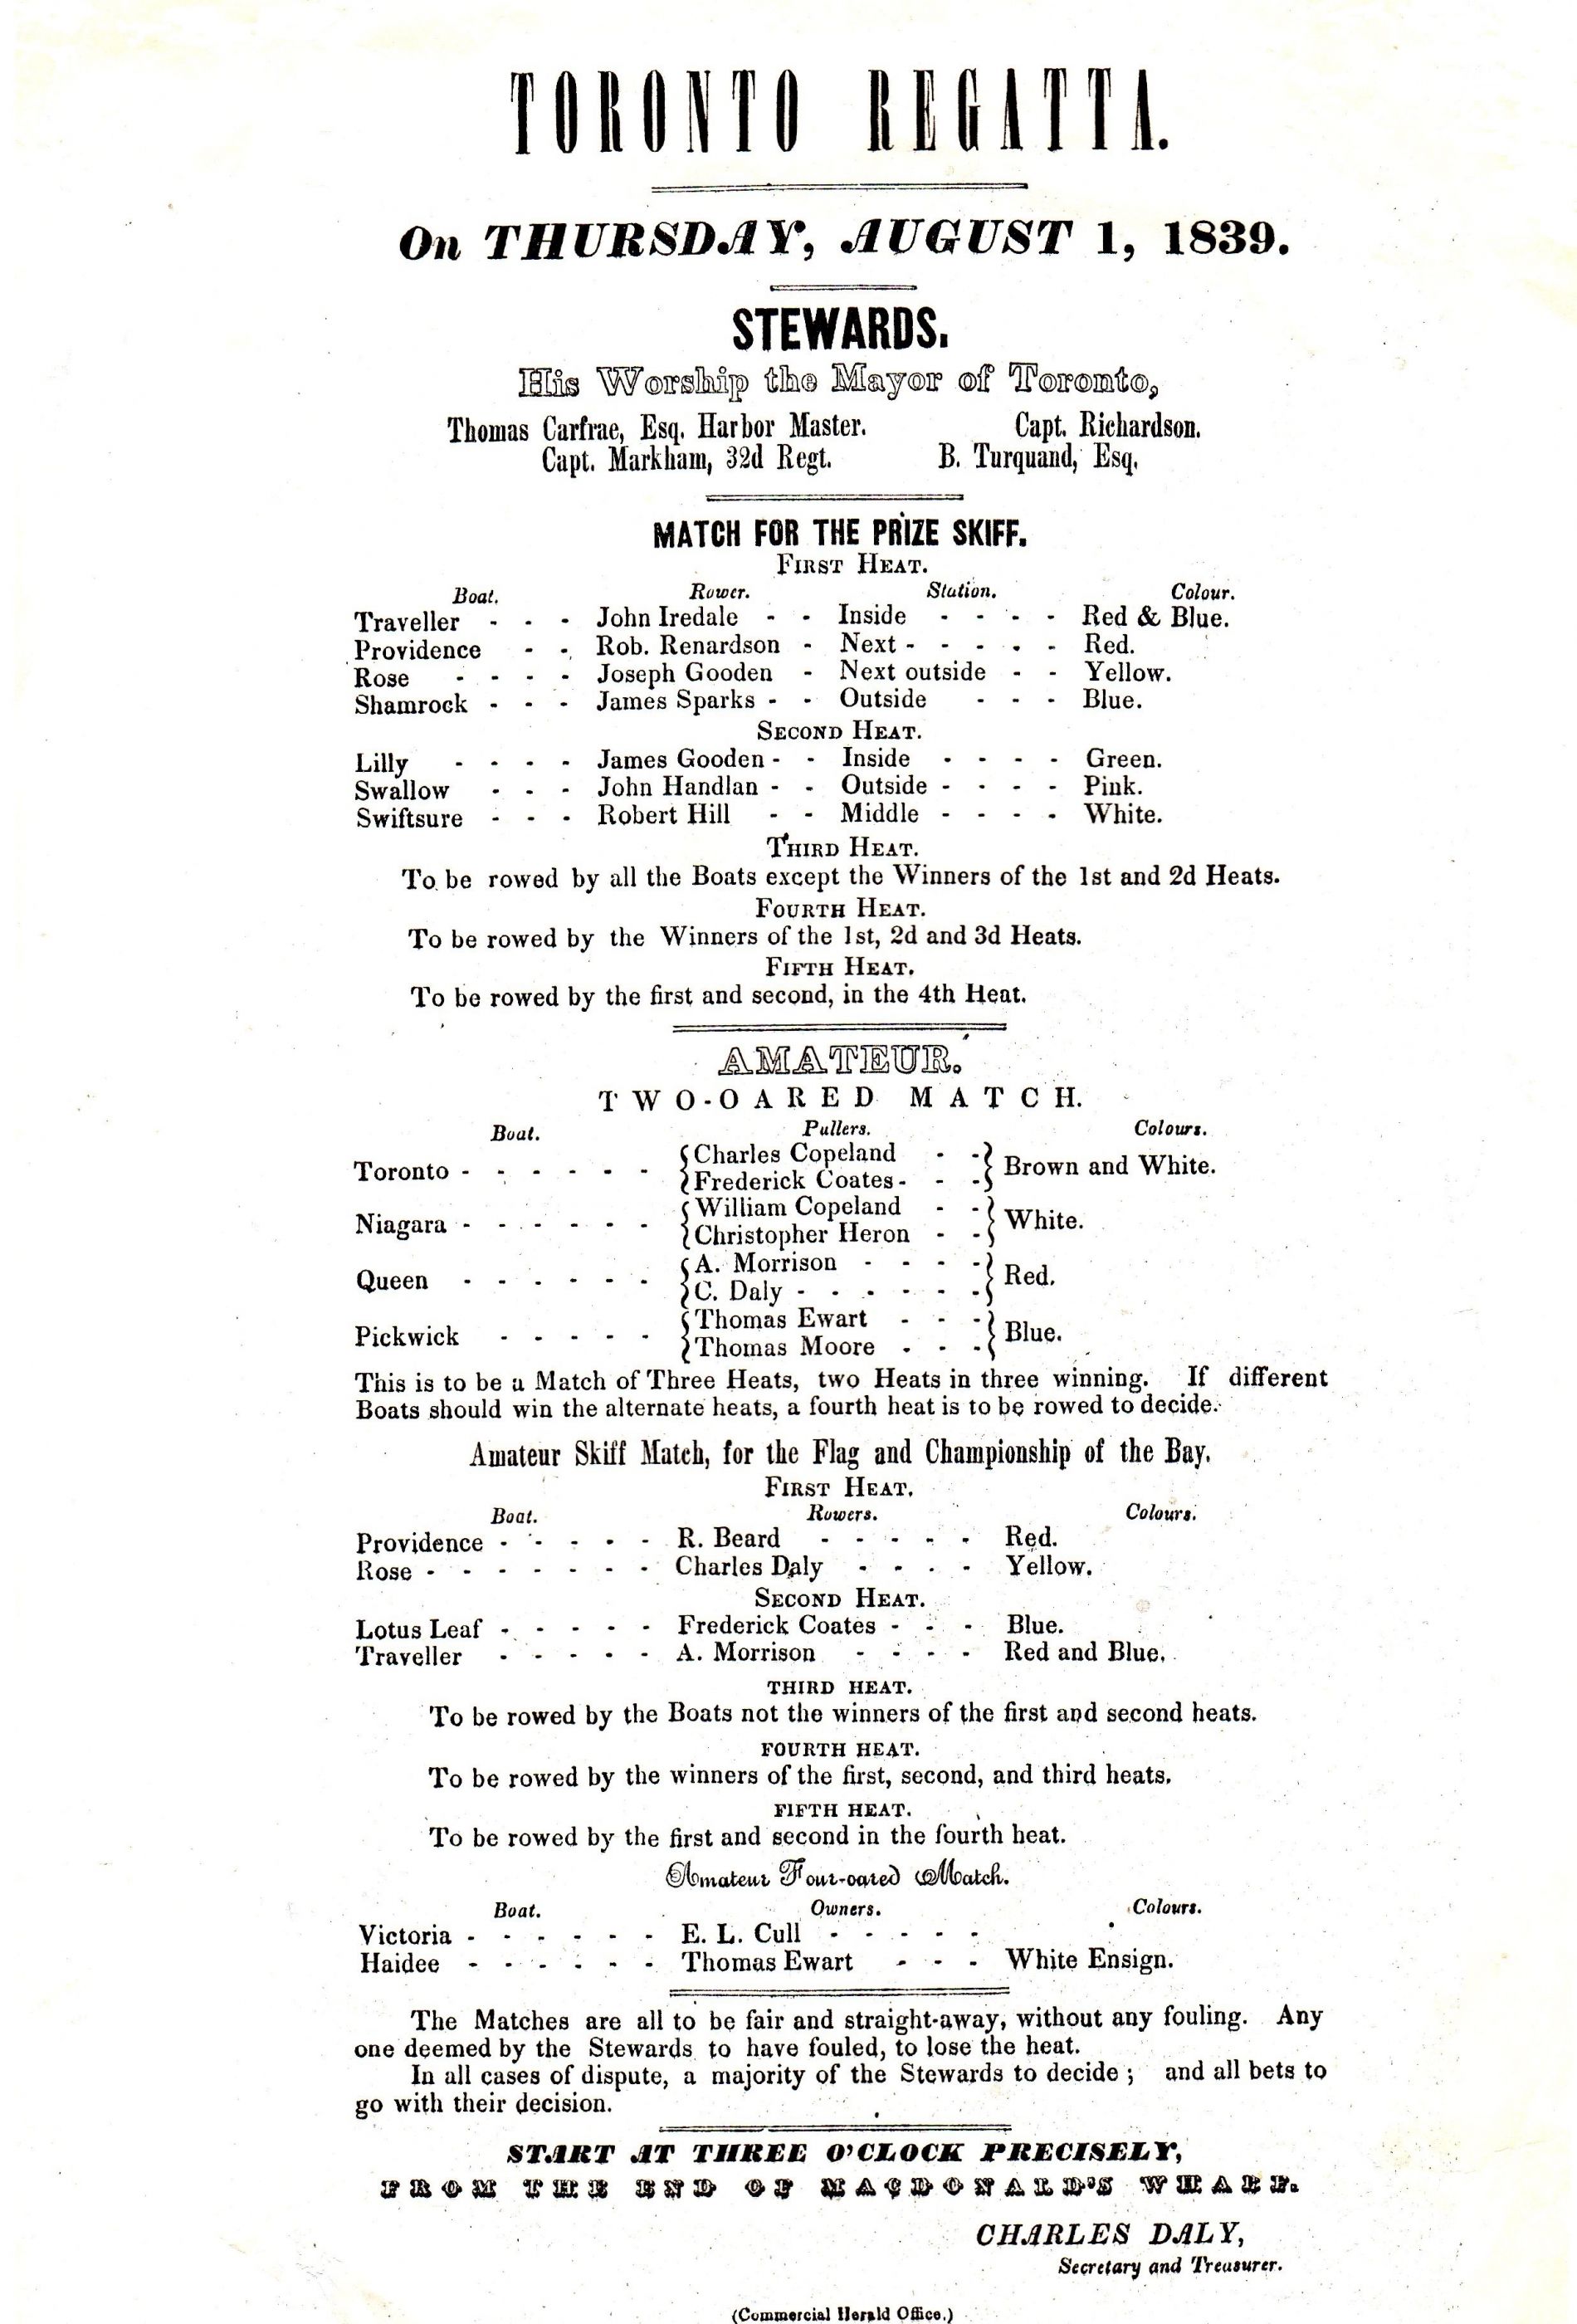 TORONTO REGATTA.
On THURSDAY, AUGUST 1, 1839.
STEWARDS.
His Worship the Mayor of Toronto,
Thomas Carfrae, Esq. Harbor Master. Capt. Richardson.
Capt. Markham, 32d Regt. B. Turquand, Esq.
MATCH FOR THE PRIZE SKIFF.
FIRST HEAT.
Boat. Rower. Station. Colour.
Traveller - - - John Iredale - - Inside - - - - Red & Blue.
Providence - - Rob. Renardson - Next - - - - - Red.
Rose - - - - Joseph Gooden - Next outside - - Yellow.
Shamrock - - - James Sparks - - Outside - - - Blue.
SECOND HEAT.
Lilly - - - - James Gooden - - Inside - - - - Green.
Swallow - - - John Handlan - - Outside - - - - Pink.
Swiftsure - - - Robert Hill - - Middle - - - - White.
THIRD HEAT.
To be rowed by all the Boats except the Winners of the 1st and 2d Heats.
FOURTH HEAT.
To be rowed by the Winners of the 1st, 2d and 3d Heats.
FIFTH HEAT.
To be rowed by the first and second, in the 4th Heat.
AMATEUR.
TWO-OARED MATCH.
Boat. Pullers. Colours.
Toronto - - - - - - {Charles Copeland - -} Brown and White.
{Frederick Coates - - -}
Niagara - - - - - - {William Copeland - -} White.
{Christopher Heron - -}
Queen - - - - - - {A. Morrison - - - -} Red.
{C. Daly - - - - - -}
Pickwick - - - - - {Thomas Ewart - - -} Blue.
{Thomas Moore - - -}
This is to be a Match of Three Heats, two Heats in three winning. If different
Boats should win the alternate heats, a fourth heat is to be rowed to decide.
Amateur Skiff Match, for the Flag and Championship of the Bay.
FIRST HEAT.
Boat. Rowers. Colours.
Providence - - - - - R. Beard - - - - - Red.
Rose - - - - - - - Charles Daly - - - - Yellow.
SECOND HEAT.
Lotus Leaf - - - - - Frederick Coates - - - Blue.
Traveller - - - - - A. Morrison - - - - Red and Blue.
THIRD HEAT.
To be rowed by the Boats not the winners of the first and second heats.
FOURTH HEAT.
To be rowed by the winners of the first, second, and third heats.
FIFTH HEAT.
To be rowed by the first and second in the fourth heat.
Amateur Four-oared Match.
Boat. Owners. Colours.
Victoria - - - - - - E. L. Cull - - - - -
Haidee - - - - - - Thomas Ewart - - - White Ensign.
The Matches are all to be fair and straight-away, without any fouling. Any
one deemed by the Stewards to have fouled, to lose the heat.
In all cases of dispute, a majority of the Stewards to decide; and all bets to
go with their decision.
START AT THREE O'CLOCK PRECISELY,
FROM THE END OF MACDONALD'S WHARF.
CHARLES DALY,
Secretary and Treasurer.
(Commercial Herald Office.)